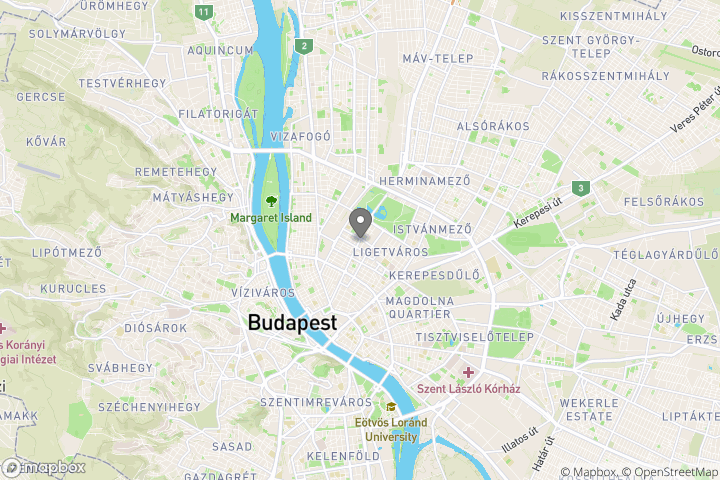 ÜRÖMHEGY
11
SOLYMÁRVÖLGY
KISSZENTMIHÁLY
AQUINCUM
2
SZENT GYÖRGY-
TELEP
MÁV-TELEP
RÁKOSSZENTMIHÁLY
TESTVÉRHEGY
GERCSE
FILATORIGÁT
Veres Péter út
VIZAFOGÓ
ALSÓRÁKOS
KŐVÁR
REMETEHEGY
HERMINAMEZŐ
3
MÁTYÁSHEGY
FELSŐRÁKOS
Margaret Island
Kerepesi út
ISTVÁNMEZŐ
LIPÓTMEZŐ
LIGETVÁROS
TÉGLAGYÁRDŰLŐ
KEREPESDŰLŐ
KURUCLES
VÍZIVÁROS
Kada utca
MAGDOLNA
QUARTIER
ÚJHEGY
DIÓSÁROK
Budapest
TISZTVISELŐTELEP
ERZS
s Korányi
giai Intézet
SVÁBHEGY
Szent László Kórház
SZÉCHENYIHEGY
SZENTIMREVÁROS
WEKERLE
ESTATE
LIPTÁKTE
AMAKK
Eötvös Loránd
University
SASAD
Illatos út
Határ út
KELENFÖLD
GAZDAGRÉT
mapbox
© Mapbox, © OpenStreetMap